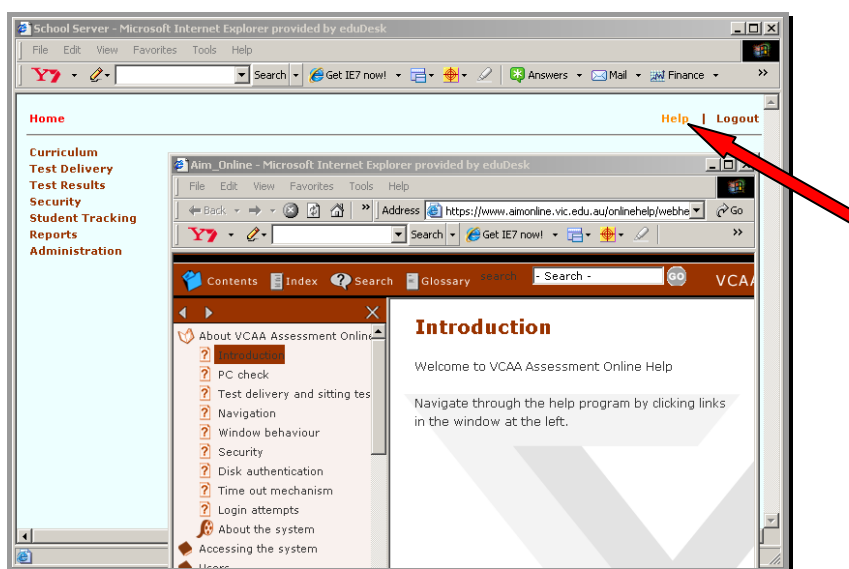 School Server - Microsoft Internet Explorer provided by eduDesk
File Edit View Favorites Tools Help
Search Get IE7 now! Answers Mail Finance »
Home Help | Logout
Curriculum
Test Delivery
Test Results
Security
Student Tracking
Reports
Administration
Aim_Online - Microsoft Internet Explorer provided by eduDesk
File Edit View Favorites Tools Help
Back » Address https://www.aimonline.vic.edu.au/onlinehelp/webhe Go
Search Get IE7 now! »
Contents Index Search Glossary search - Search - GO VCAA
About VCAA Assessment Online
Introduction
PC check
Test delivery and sitting tes
Navigation
Window behaviour
Security
Disk authentication
Time out mechanism
Login attempts
About the system
Accessing the system
Users
Introduction
Welcome to VCAA Assessment Online Help
Navigate through the help program by clicking links
in the window at the left.